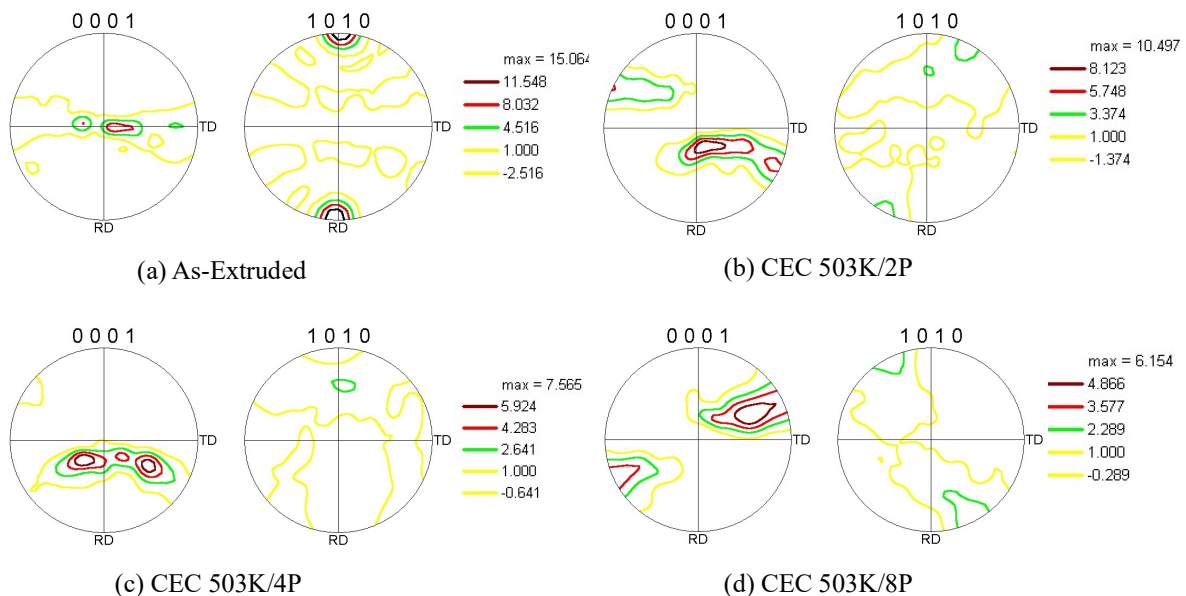 0 0 0 1
1 0 1 0
max = 15.064
11.548
8.032
4.516
1.000
-2.516
TD
RD
RD
(a) As-Extruded
0 0 0 1
1 0 1 0
max = 10.497
8.123
5.748
3.374
1.000
-1.374
TD
TD
RD
RD
(b) CEC 503K/2P
0 0 0 1
1 0 1 0
max = 7.565
5.924
4.283
2.641
1.000
-0.641
TD
TD
RD
RD
(c) CEC 503K/4P
0 0 0 1
1 0 1 0
max = 6.154
4.866
3.577
2.289
1.000
-0.289
TD
TD
RD
RD
(d) CEC 503K/8P